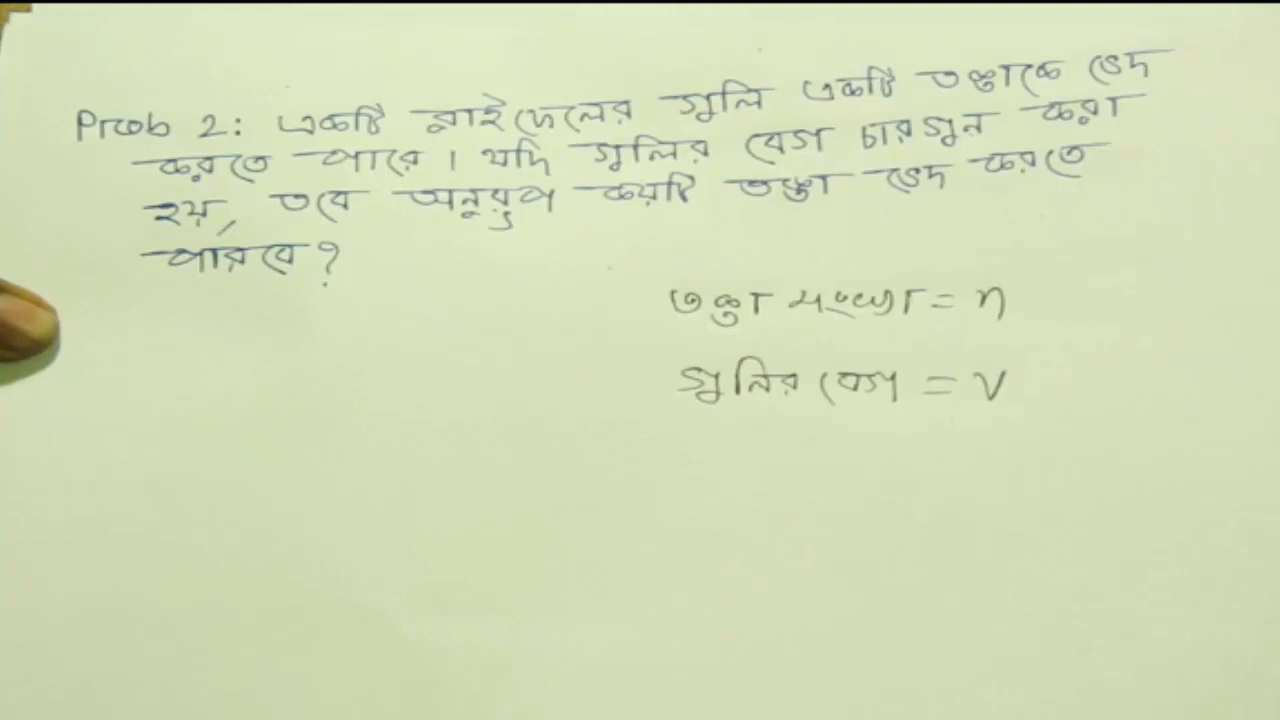 Prob 2: একটি রাইফেলের গুলি একটি তক্তাকে ভেদ
করতে পারে। যদি গুলির বেগ চারগুন করা
হয়, তবে অনুরুপ কয়টি তক্তা ভেদ করতে
পারবে?
তক্তা সংখ্যা = n
গুলির বেগ = v